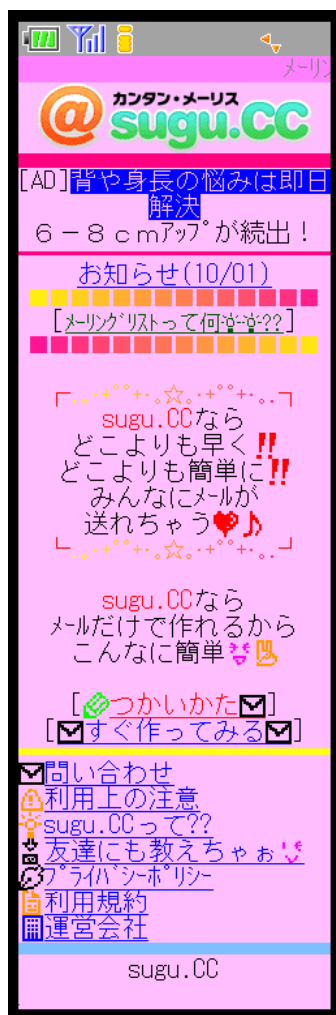 メーリン
カンタン・メーリス
@sugu.CC
[AD]背や身長の悩みは即日
解決
６－８ｃｍｱｯﾌﾟが続出！
お知らせ(10/01)
[ﾒｰﾘﾝｸﾞﾘｽﾄって何??]
sugu.CCなら
どこよりも早く!!
どこよりも簡単に!!
みんなにﾒｰﾙが
送れちゃう♥♪
sugu.CCなら
ﾒｰﾙだけで作れるから
こんなに簡単
[つかいかた]
[すぐ作ってみる]
問い合わせ
利用上の注意
sugu.CCって??
友達にも教えちゃぉ
ﾌﾟﾗｲﾊﾞｼｰﾎﾟﾘｼｰ
利用規約
運営会社
sugu.CC